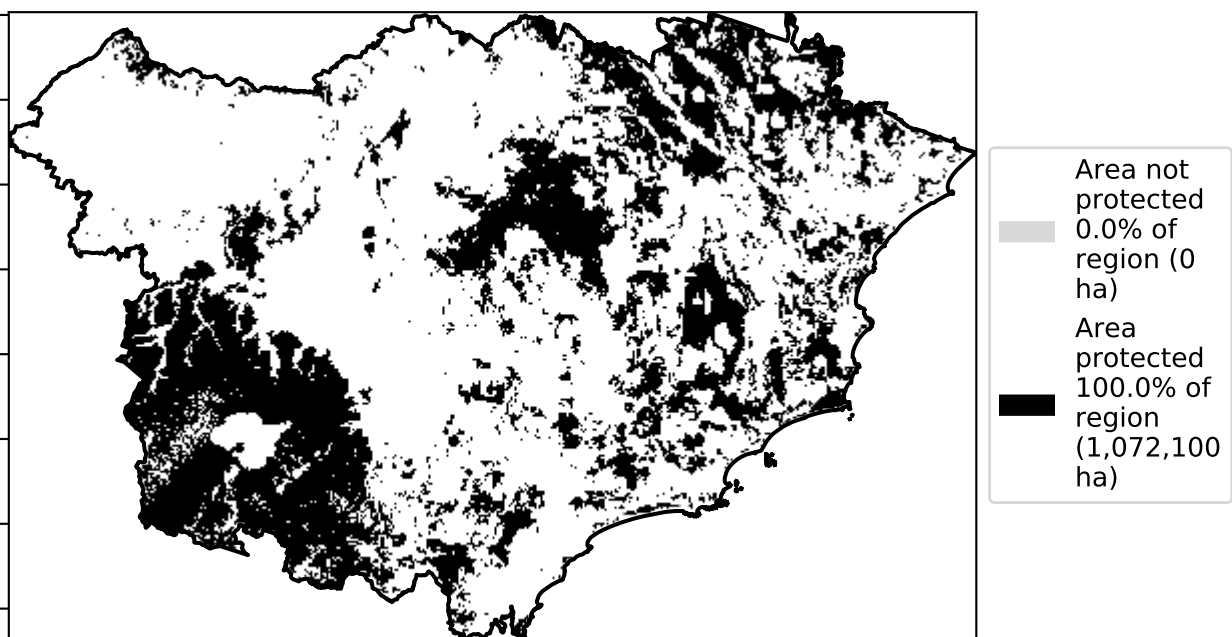 Area not
protected
0.0% of
region (0
ha)
Area
protected
100.0% of
region
(1,072,100
ha)